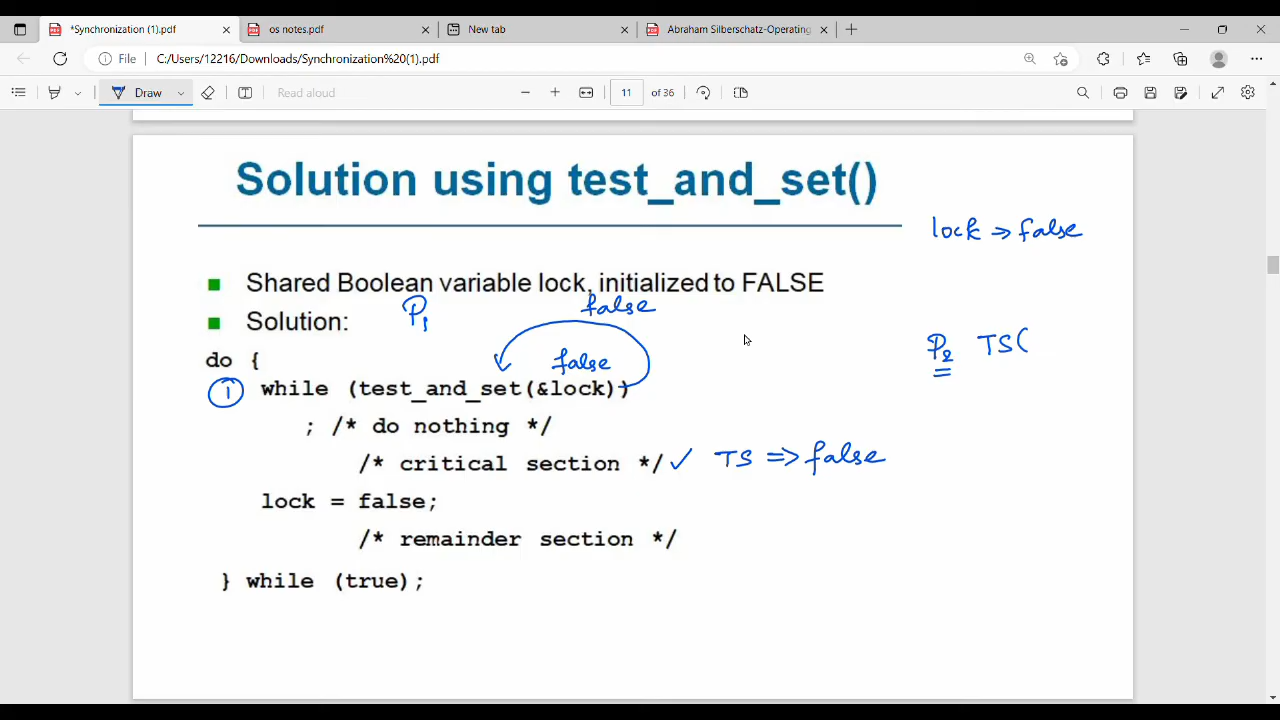 *Synchronization (1).pdf
os notes.pdf
New tab
Abraham Silberschatz-Operating
File C:/Users/12216/Downloads/Synchronization%20(1).pdf
Draw
Read aloud
11 of 36
Solution using test_and_set()
lock => false
Shared Boolean variable lock, initialized to FALSE
false
Solution: P1
P2 TS(
do {
false
1 while (test_and_set(&lock))
; /* do nothing */
/* critical section */ ✓ TS => false
lock = false;
/* remainder section */
} while (true);